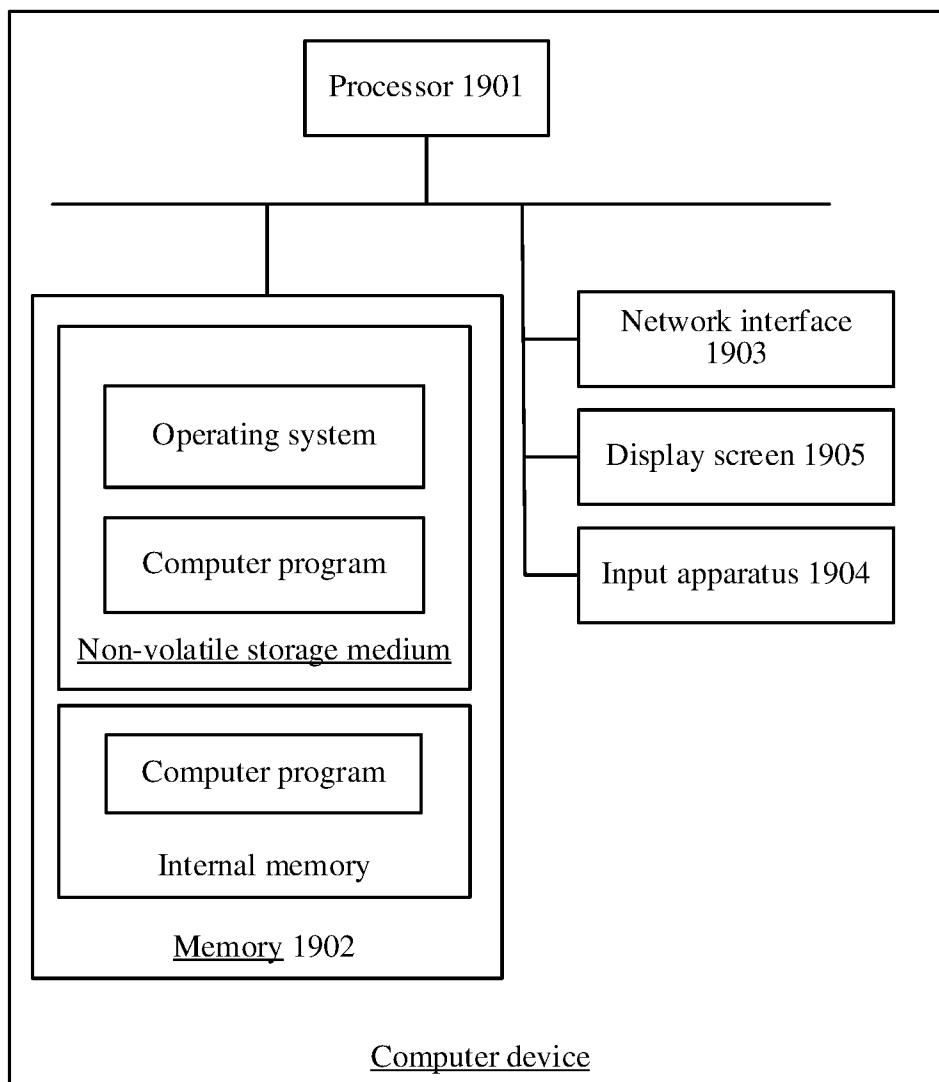 Processor 1901
Network interface
1903
Operating system
Display screen 1905
Computer program
Input apparatus 1904
Non-volatile storage medium
Computer program
Internal memory
Memory 1902
Computer device